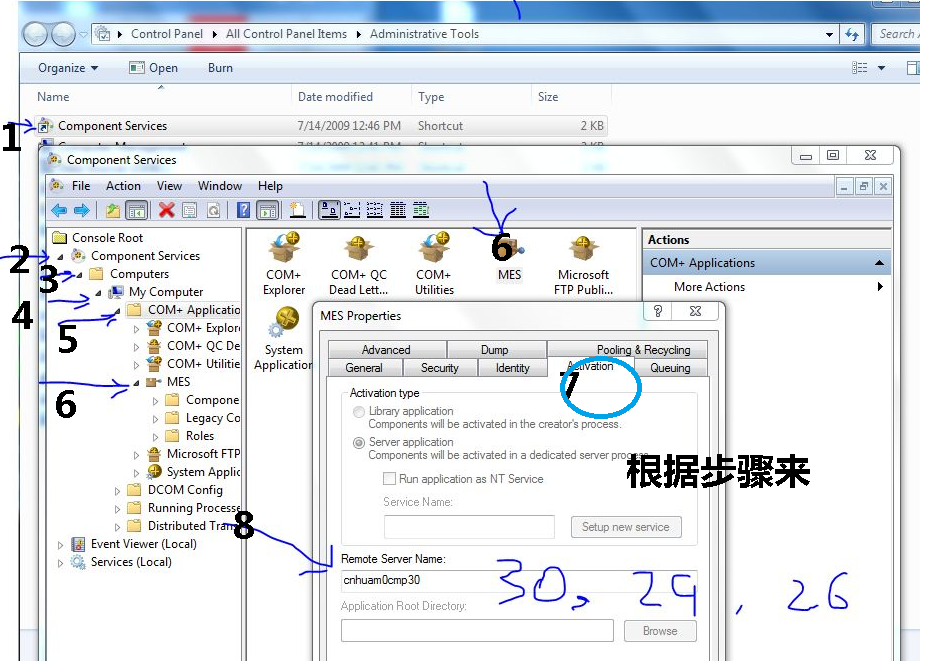 Control Panel ▸ All Control Panel Items ▸ Administrative Tools
Search A
Organize Open Burn
Name Date modified Type Size
1 Component Services 7/14/2009 12:46 PM Shortcut 2 KB
Component Services
File Action View Window Help
Console Root
2 Component Services
3 Computers
4 My Computer
5 COM+ Applicatio
COM+ Explore
COM+ QC De
COM+ Utilitie
6 MES
Compone
Legacy Co
Roles
Microsoft FTP
System Applic
DCOM Config
Running Processe
Distributed Tran
Event Viewer (Local)
Services (Local)
6
COM+ Explorer
COM+ QC Dead Lett...
COM+ Utilities
MES
Microsoft FTP Publi...
System Application
Actions
COM+ Applications
More Actions
MES Properties
Advanced Dump Pooling & Recycling
General Security Identity Activation Queuing
7
Activation type
Library application
Components will be activated in the creator's process.
Server application
Components will be activated in a dedicated server process.
根据步骤来
Run application as NT Service
Service Name:
Setup new service
8
Remote Server Name:
cnhuam0cmp30
30, 29, 26
Application Root Directory:
Browse